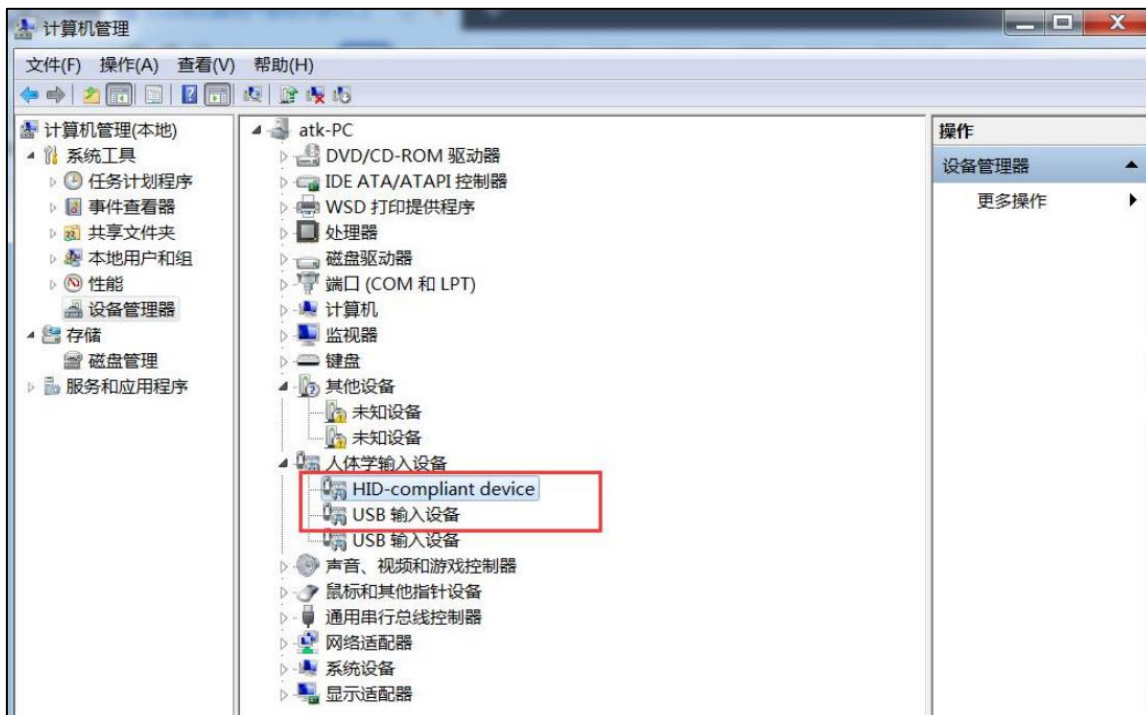 计算机管理
文件(F) 操作(A) 查看(V) 帮助(H)
计算机管理(本地)
系统工具
任务计划程序
事件查看器
共享文件夹
本地用户和组
性能
设备管理器
存储
磁盘管理
服务和应用程序
atk-PC
DVD/CD-ROM 驱动器
IDE ATA/ATAPI 控制器
WSD 打印提供程序
处理器
磁盘驱动器
端口 (COM 和 LPT)
计算机
监视器
键盘
其他设备
未知设备
未知设备
人体学输入设备
HID-compliant device
USB 输入设备
USB 输入设备
声音、视频和游戏控制器
鼠标和其他指针设备
通用串行总线控制器
网络适配器
系统设备
显示适配器
操作
设备管理器
更多操作